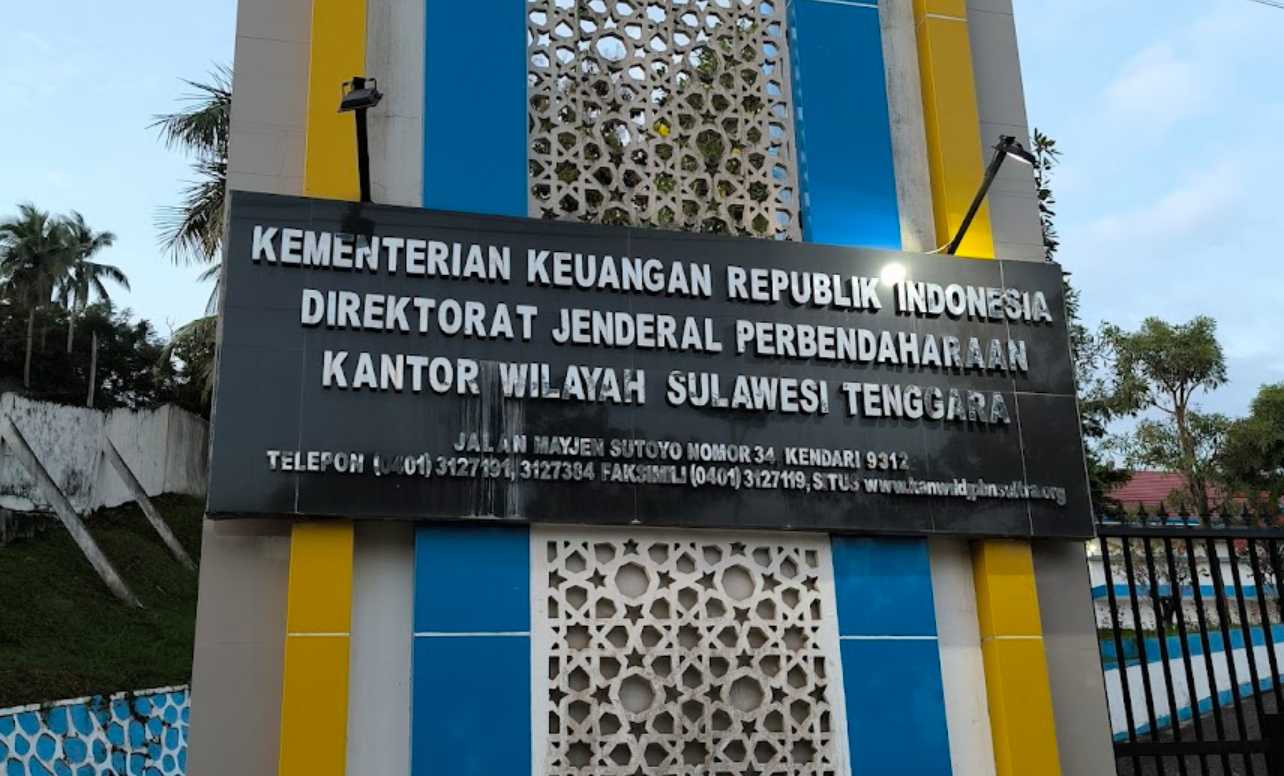 KEMENTERIAN KEUANGAN REPUBLIK INDONESIA
DIREKTORAT JENDERAL PERBENDAHARAAN
KANTOR WILAYAH SULAWESI TENGGARA
JALAN MAYJEN SUTOYO NOMOR 34 KENDARI 9312
TELEPON (0401) 3127191, 3127384 FAKSIMILI (0401) 3127119, SITUS www.kanwildjpbnsultra.org